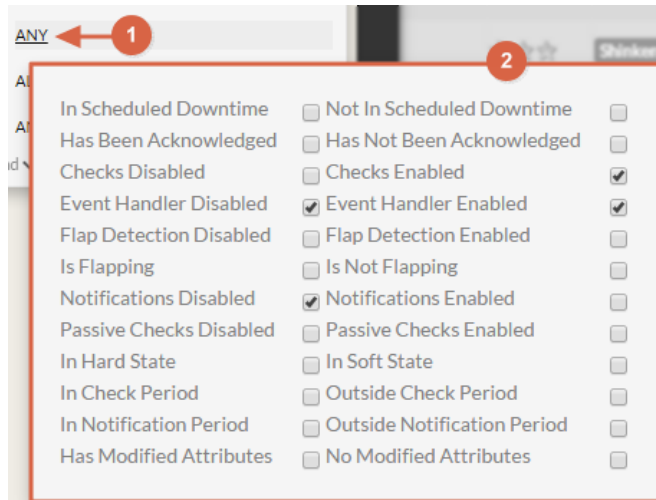 ANY
1
2
In Scheduled Downtime Not In Scheduled Downtime
Has Been Acknowledged Has Not Been Acknowledged
Checks Disabled Checks Enabled
Event Handler Disabled Event Handler Enabled
Flap Detection Disabled Flap Detection Enabled
Is Flapping Is Not Flapping
Notifications Disabled Notifications Enabled
Passive Checks Disabled Passive Checks Enabled
In Hard State In Soft State
In Check Period Outside Check Period
In Notification Period Outside Notification Period
Has Modified Attributes No Modified Attributes